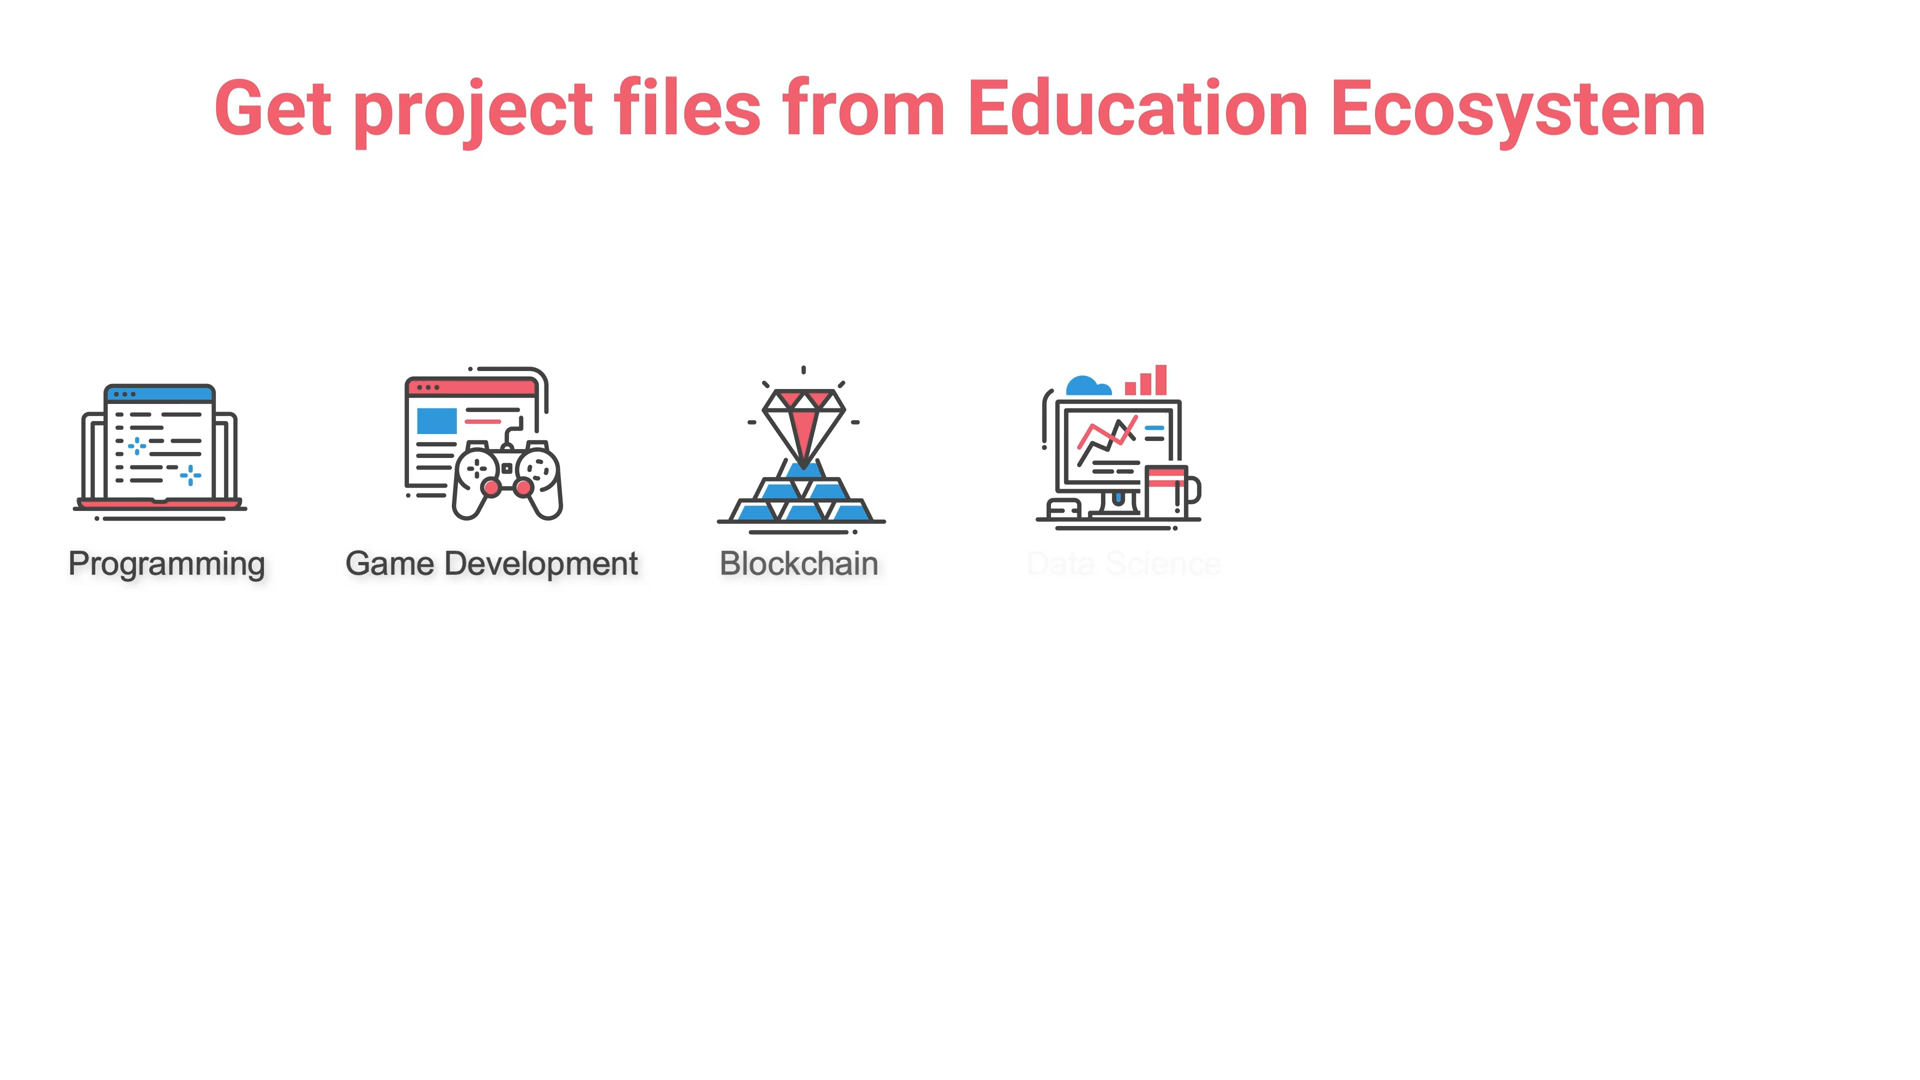 Get project files from Education Ecosystem
Programming
Game Development
Blockchain
Data Science